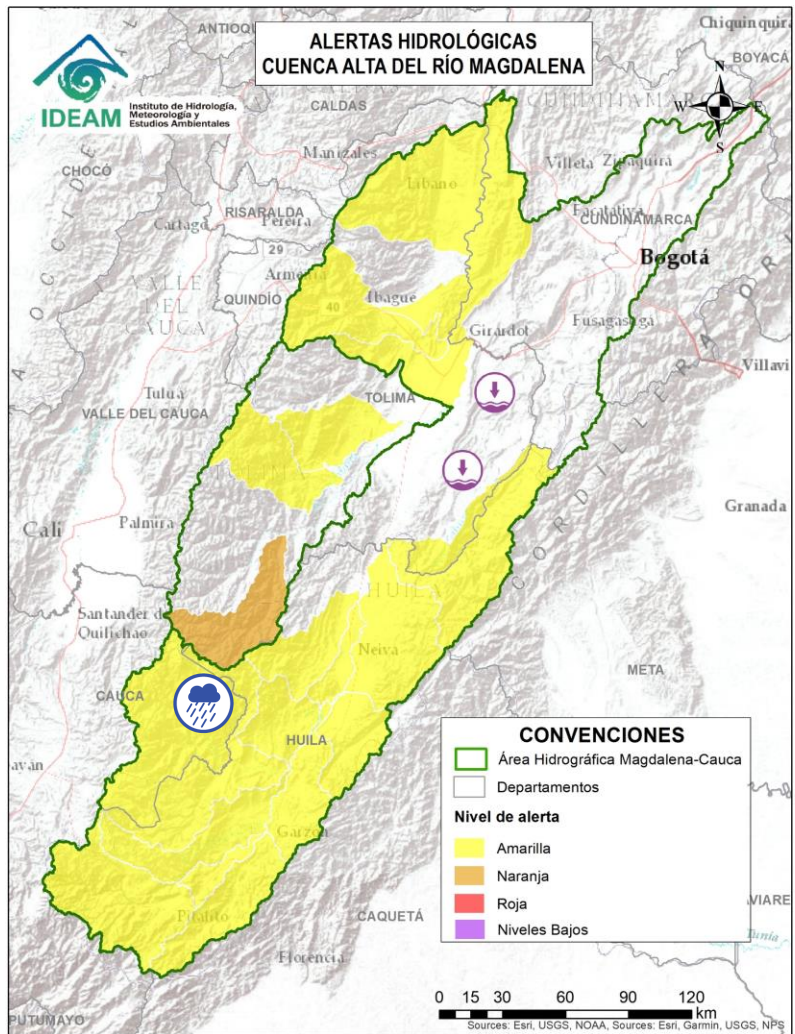 ALERTAS HIDROLÓGICAS
CUENCA ALTA DEL RÍO MAGDALENA
IDEAM
Instituto de Hidrología,
Meteorología y
Estudios Ambientales
Chiquinquirá
BOYACÁ
N
W
E
S
CALDAS
Manizales
Líbano
Villeta
Zipaquirá
CHOCÓ
RISARALDA
Pereira
Cartago
Facatativá
CUNDINAMARCA
29
Armenia
Bogotá
VALLE
DEL
CAUCA
QUINDÍO
40
Ibagué
Fusagasugá
Girardot
Villavi
Tuluá
TOLIMA
VALLE DEL CAUCA
CORDILLERA ORI
Granada
Palmira
Cali
HUILA
Santander de
Quilichao
Neiva
META
CAUCA
HUILA
ayán
Garzón
CAQUETÁ
VIARE
Pitalito
Tunía
Florencia
PUTUMAYO
CONVENCIONES
Área Hidrográfica Magdalena-Cauca
Departamentos
Nivel de alerta
Amarilla
Naranja
Roja
Niveles Bajos
0 15 30 60 90 120
km
Sources: Esri, USGS, NOAA, Sources: Esri, Garmin, USGS, NPS